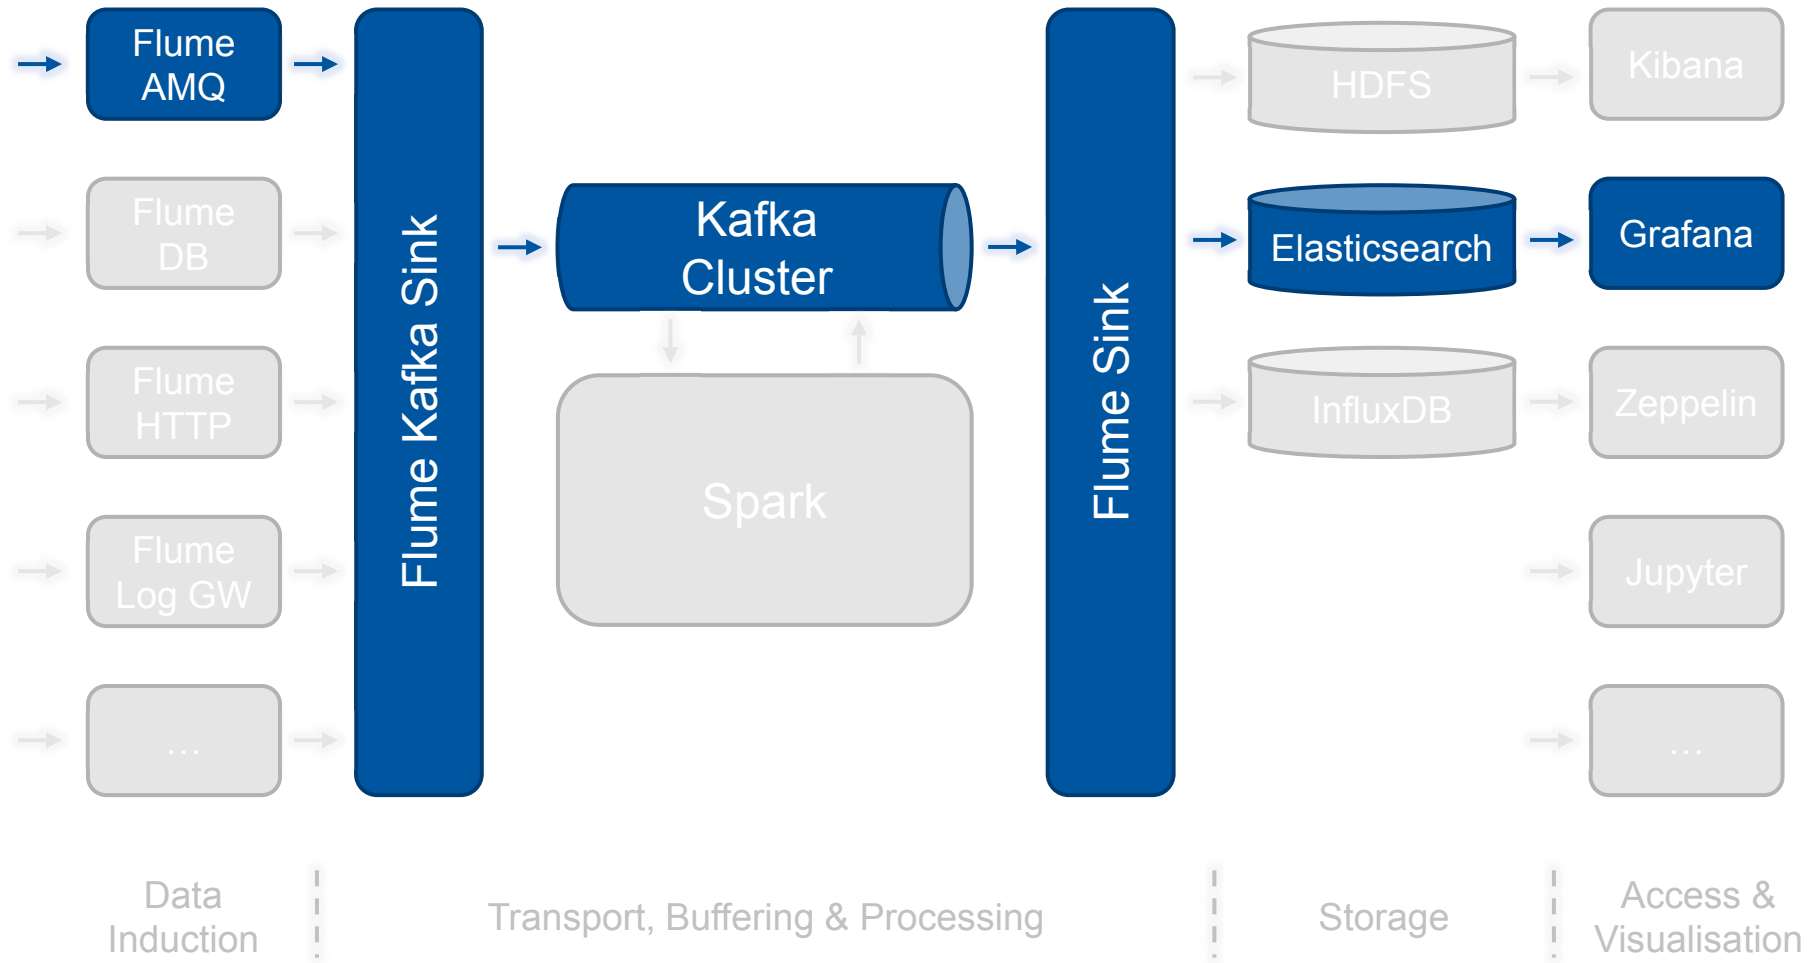 Flume
AMQ
Flume
DB
Flume
HTTP
Flume
Log GW
...
Flume Kafka Sink
Kafka
Cluster
Spark
Flume Sink
HDFS
Elasticsearch
InfluxDB
Kibana
Grafana
Zeppelin
Jupyter
...
Data
Induction
Transport, Buffering & Processing
Storage
Access &
Visualisation